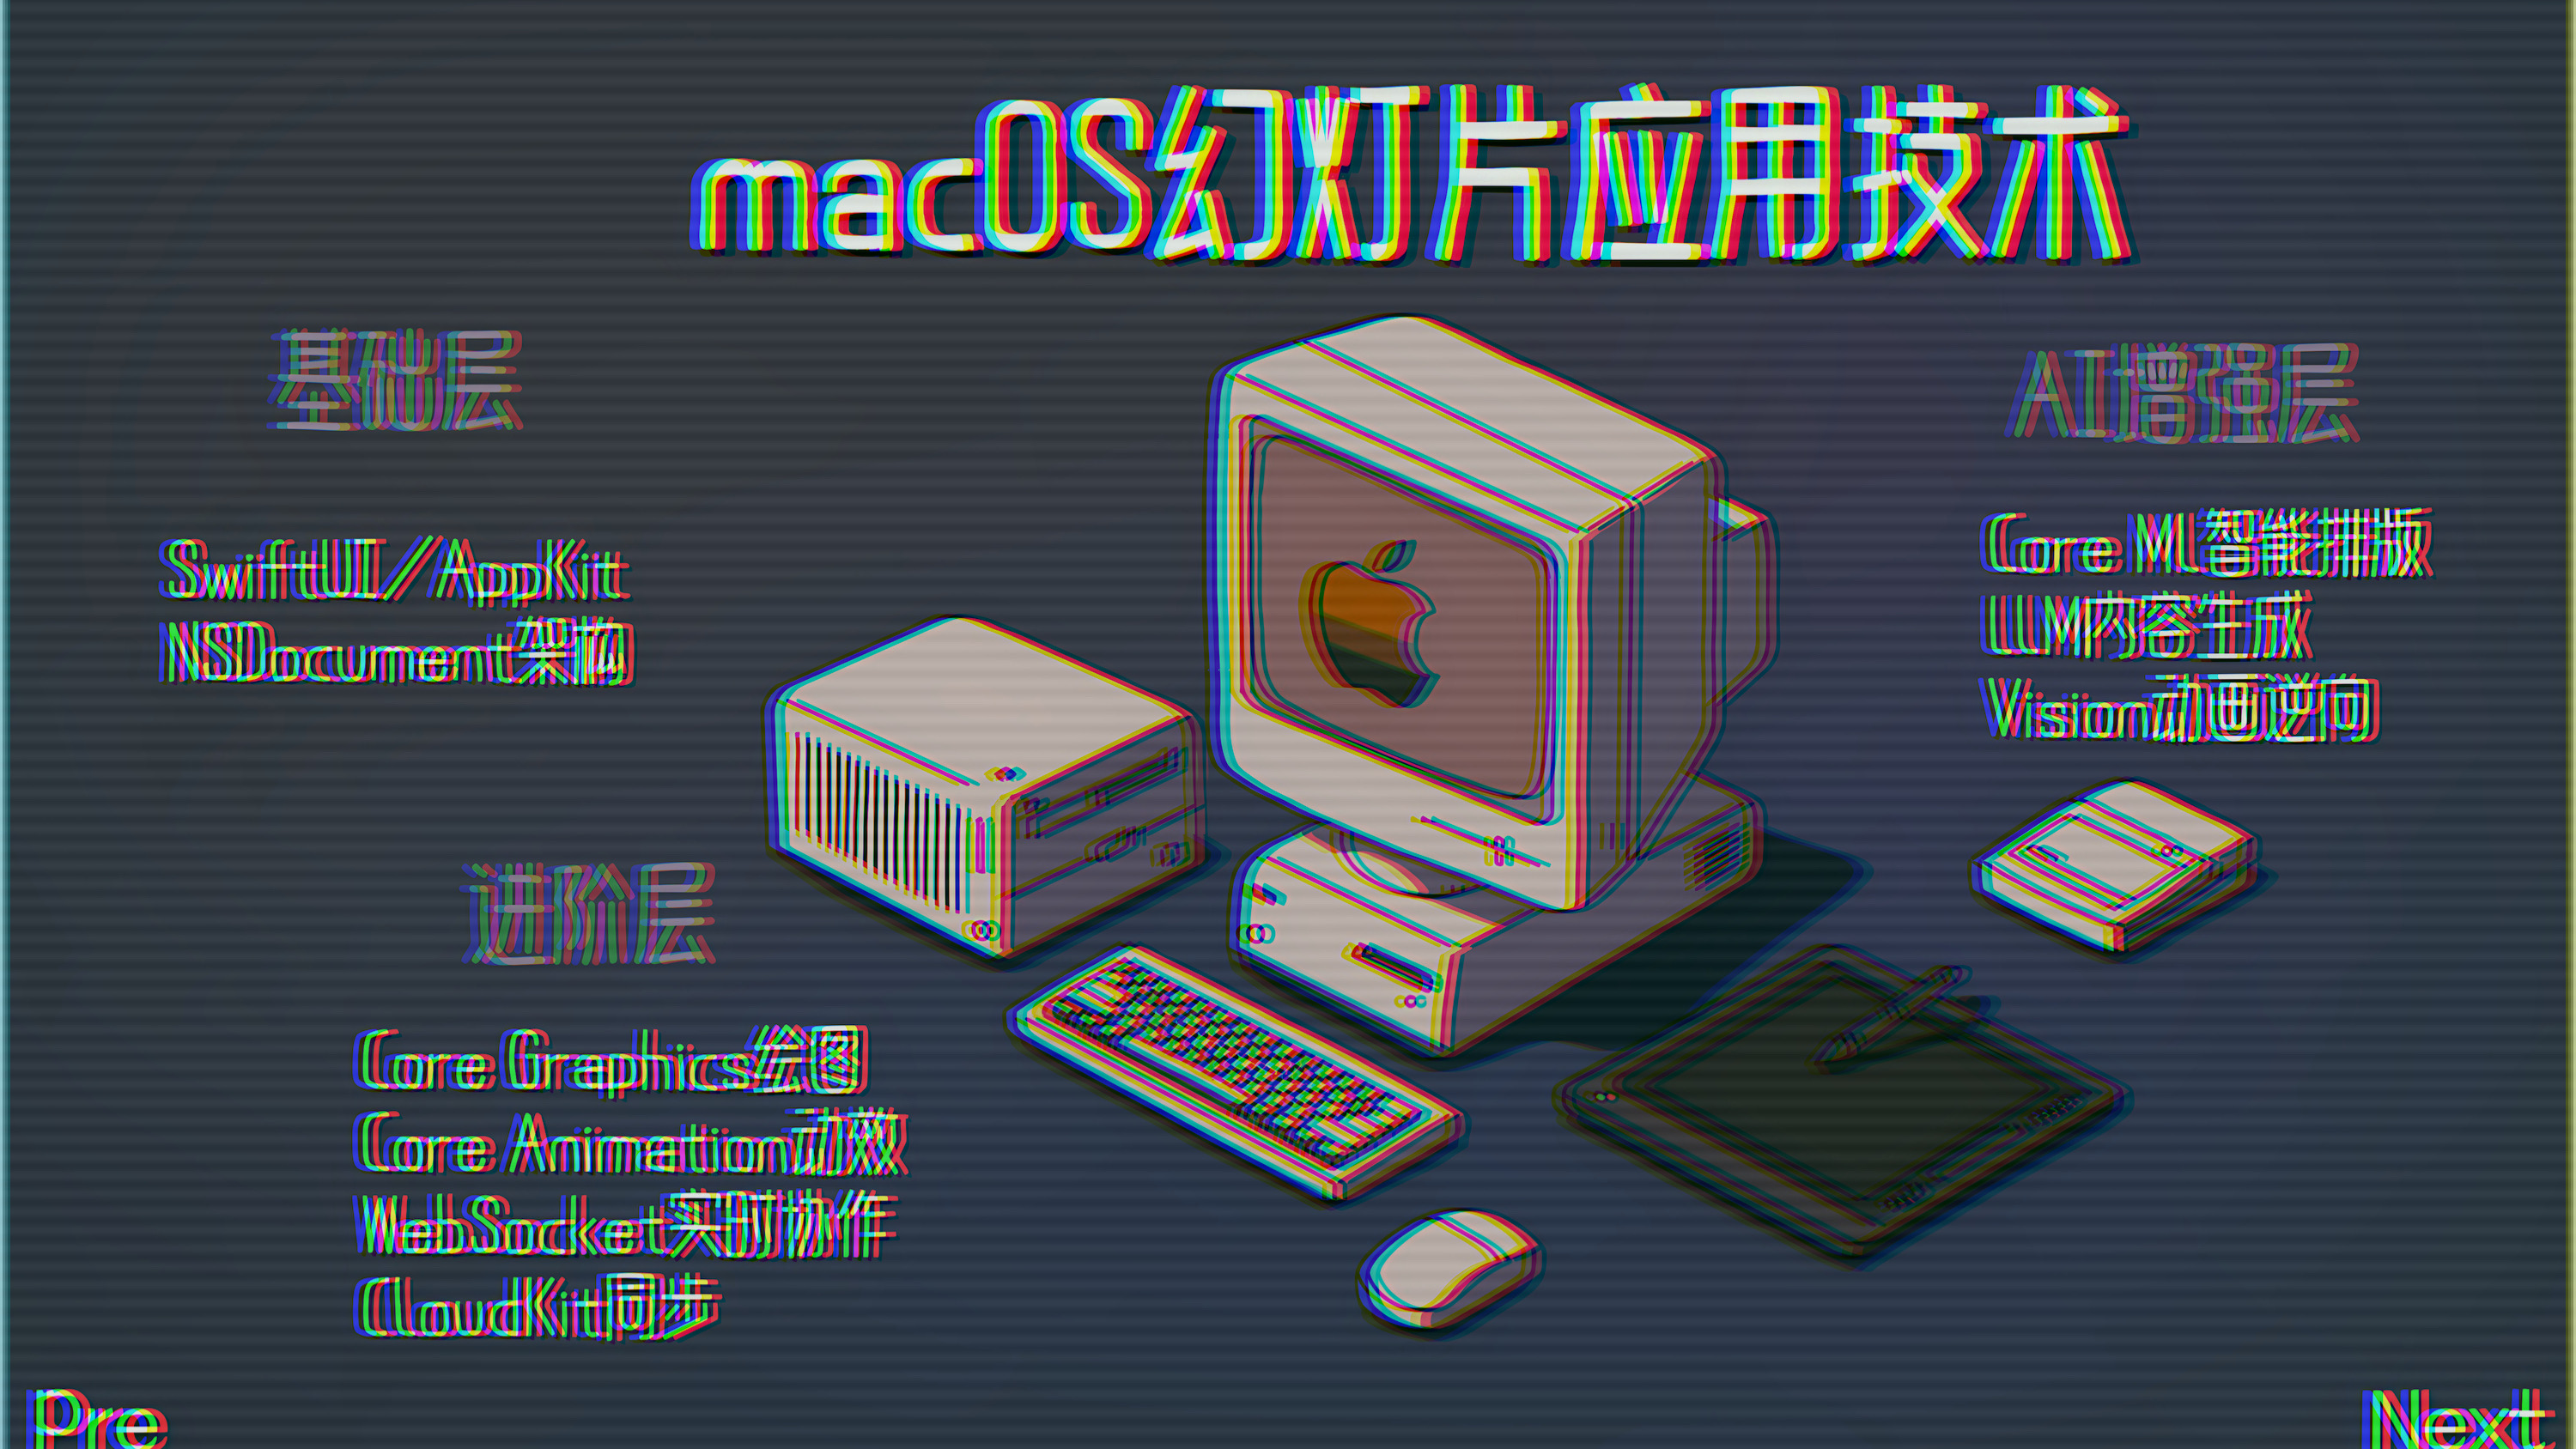 macOS幻灯片应用技术
基础层
SwiftUI/AppKit
NSDocument架构
进阶层
Core Graphics绘图
Core Animation动效
WebSocket实时协作
CloudKit同步
AI增强层
Core ML智能排版
LLM内容生成
Vision动画逆向
Pre
Next